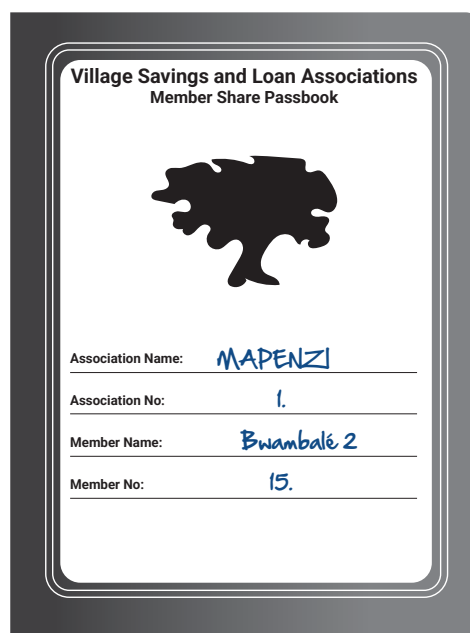 Village Savings and Loan Associations
Member Share Passbook
Association Name: MAPENZI
Association No: 1.
Member Name: Bwambalé 2
Member No: 15.